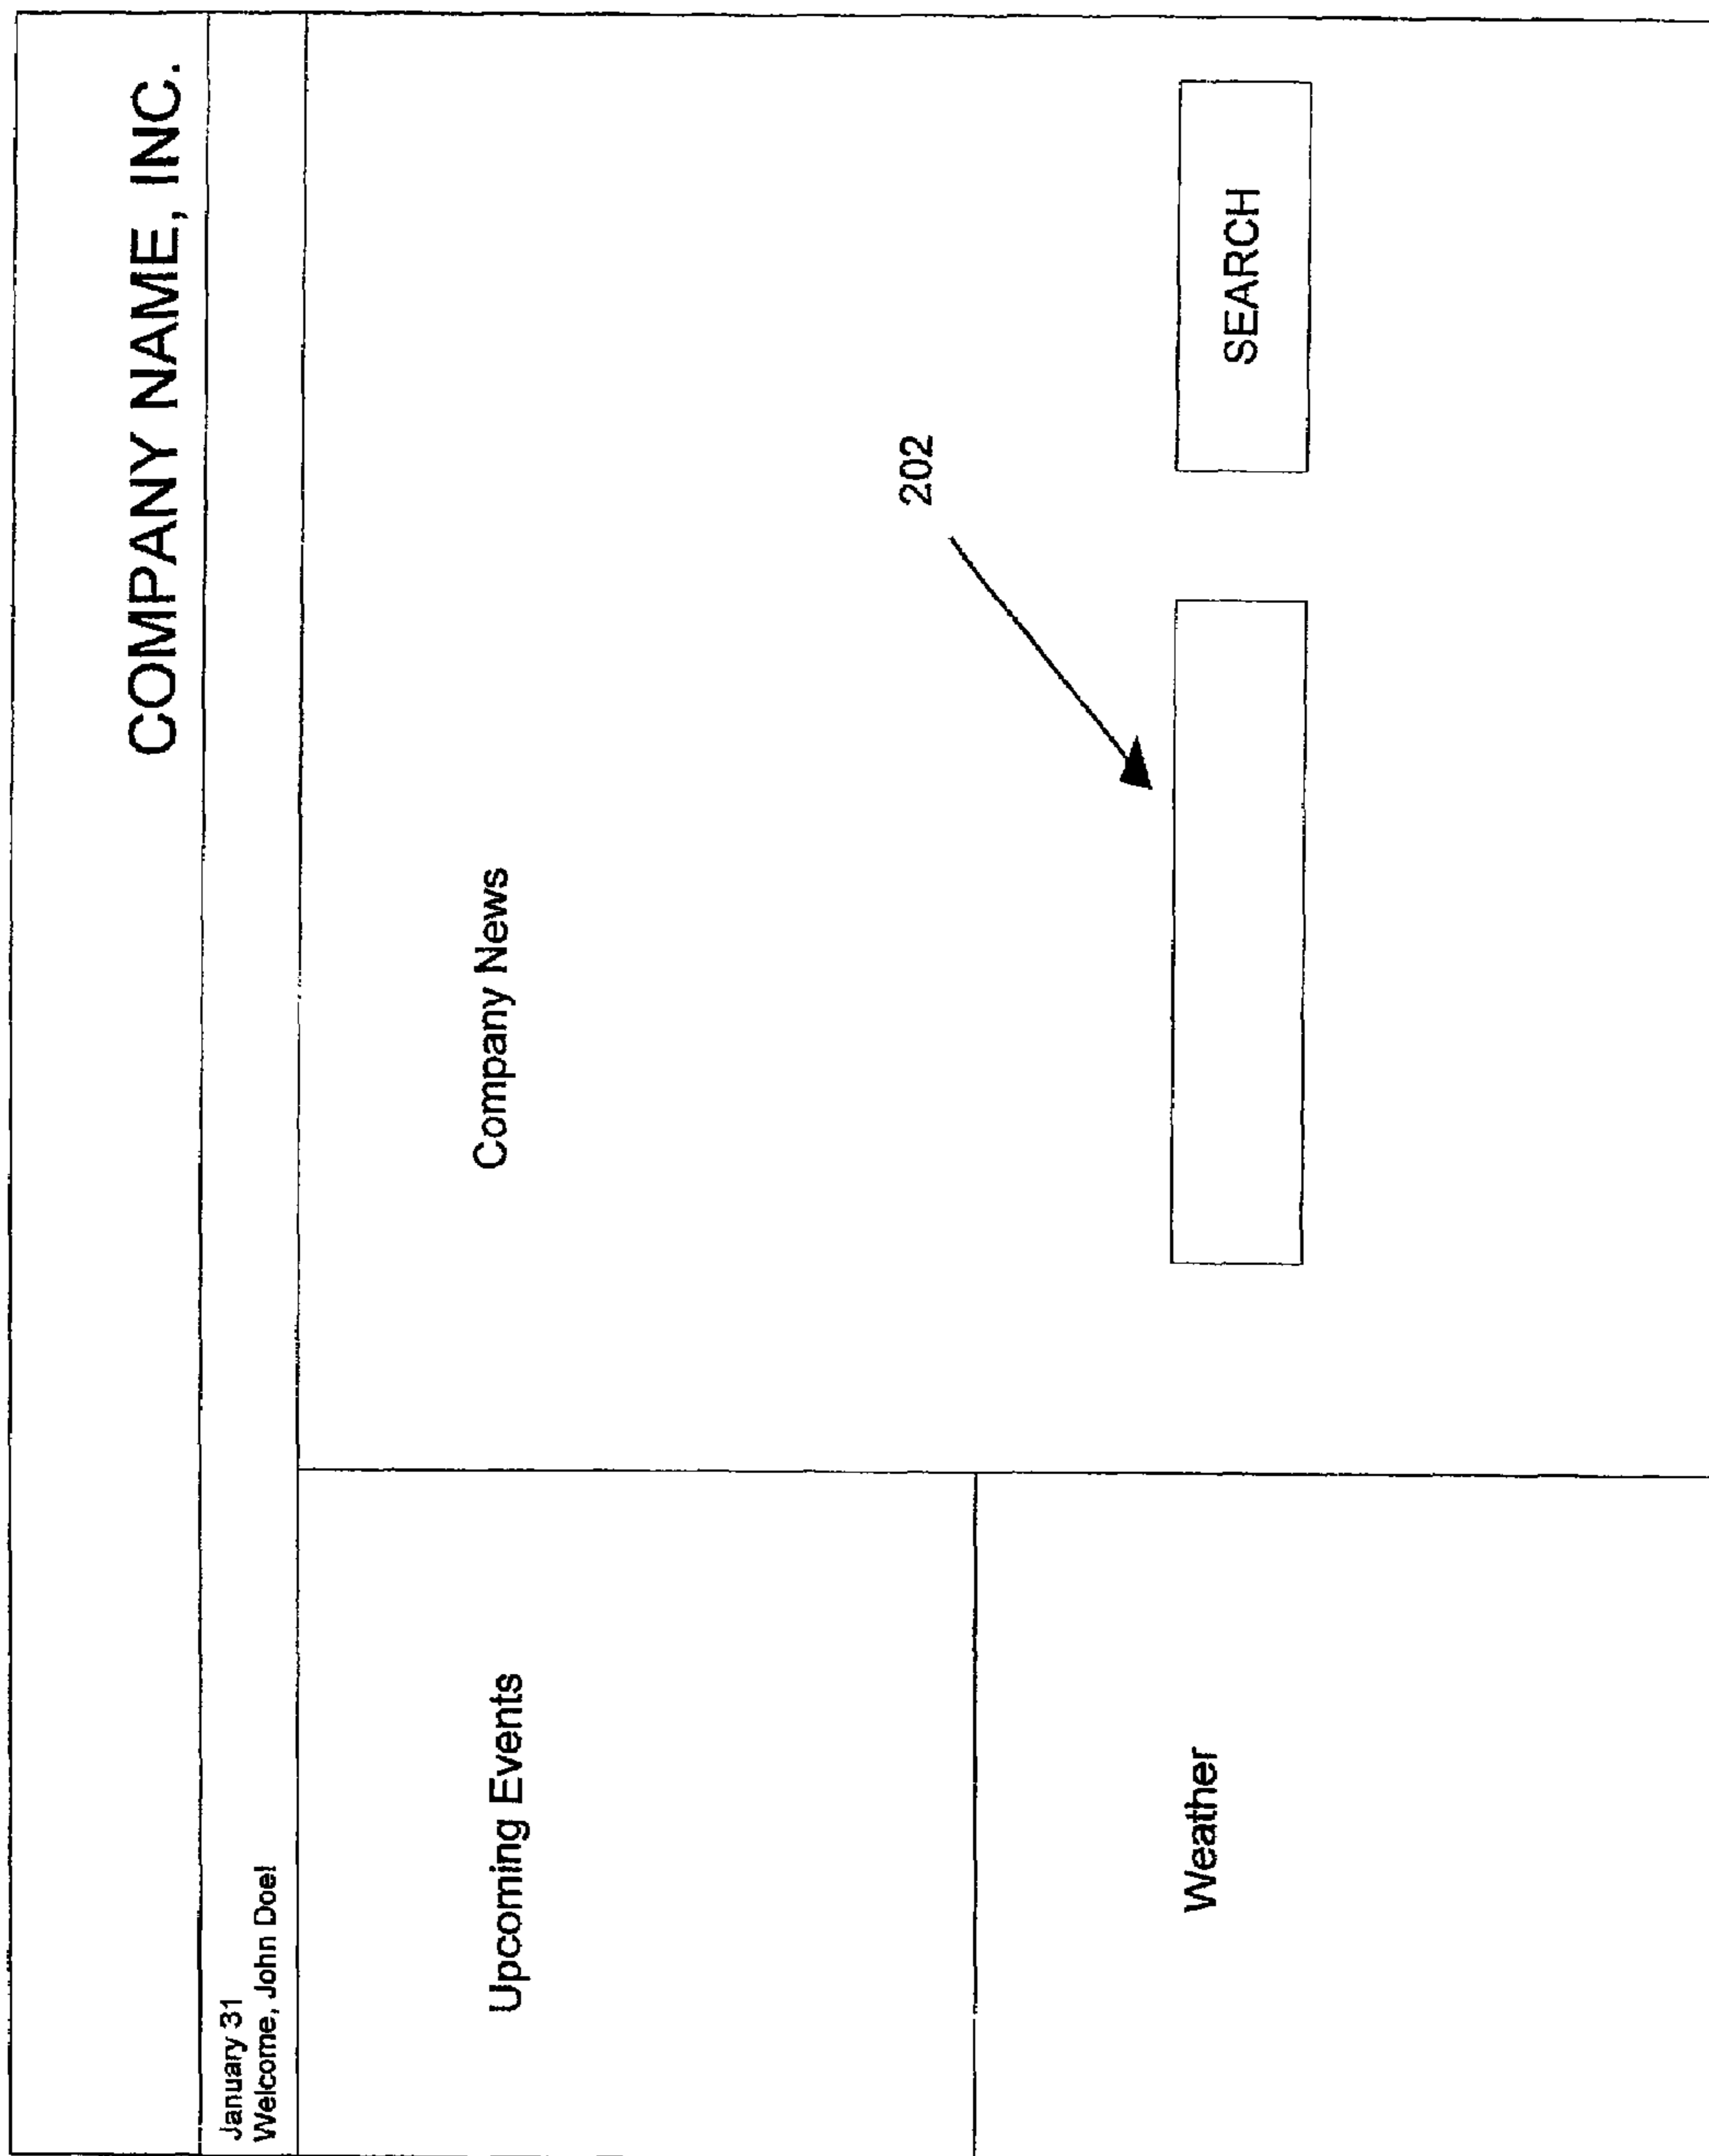 COMPANY NAME, INC.
January 31
Welcome, John Doe!
Upcoming Events
Company News
202
Weather
SEARCH